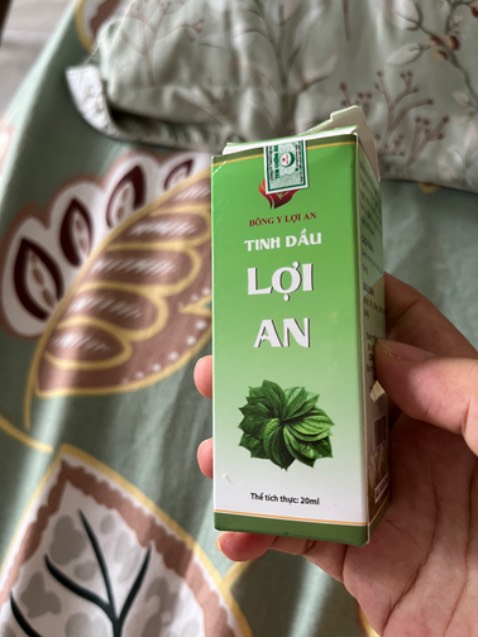 ĐÔNG Y LỢI AN
TINH DẦU
LỢI
AN
Thể tích thực: 20ml